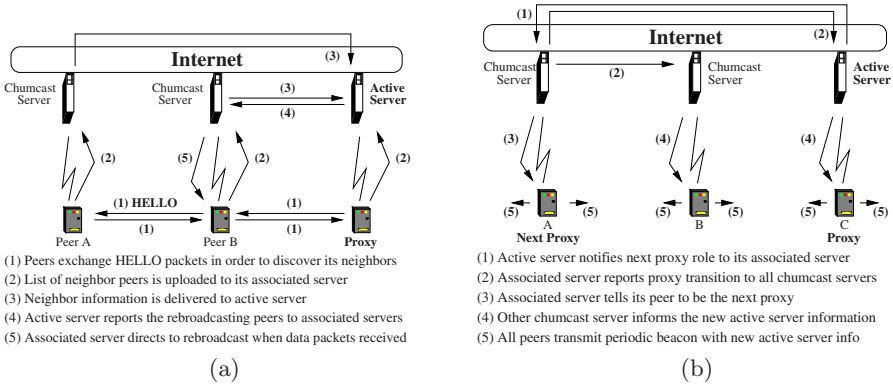 Internet
(3)
Chumcast
Server
Chumcast
Server
(3)
(4)
Active
Server
(2)
(5)
(2)
(2)
(1) HELLO
(1)
(1)
(1)
Peer A
Peer B
Proxy
(1) Peers exchange HELLO packets in order to discover its neighbors
(2) List of neighbor peers is uploaded to its associated server
(3) Neighbor information is delivered to active server
(4) Active server reports the rebroadcasting peers to associated servers
(5) Associated server directs to rebroadcast when data packets received
(a)
(1)
(2)
Internet
Chumcast
Server
(2)
Chumcast
Server
Active
Server
(3)
(4)
(4)
(5)
(5)
(5)
(5)
(5)
(5)
A
B
C
Next Proxy
Proxy
(1) Active server notifies next proxy role to its associated server
(2) Associated server reports proxy transition to all chumcast servers
(3) Associated server tells its peer to be the next proxy
(4) Other chumcast server informs the new active server information
(5) All peers transmit periodic beacon with new active server info
(b)